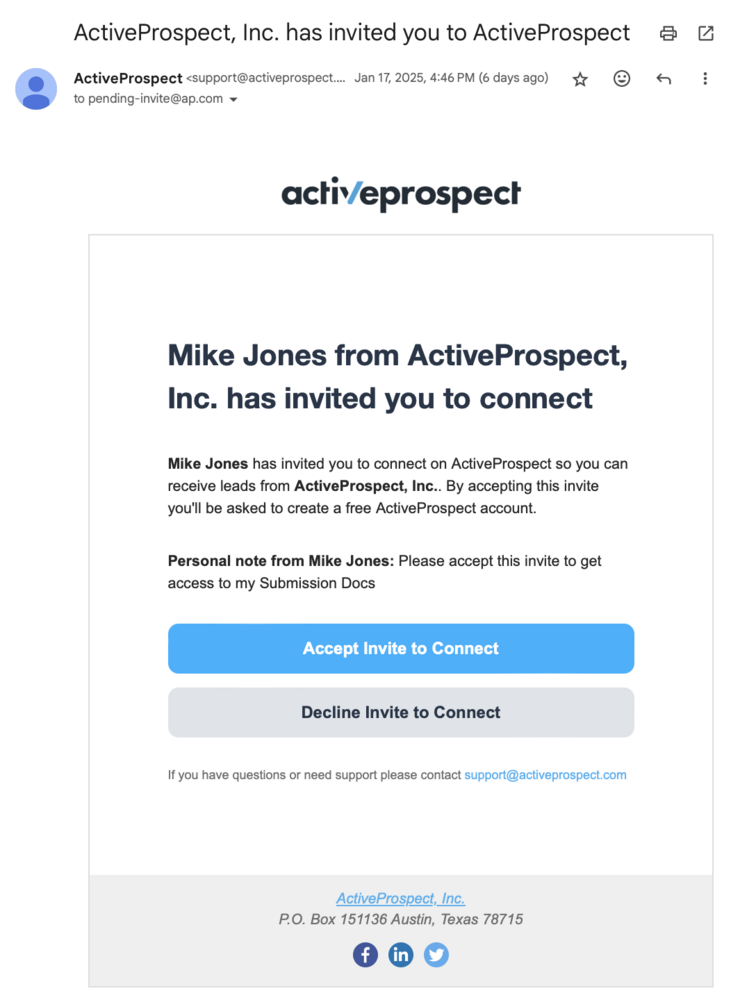 ActiveProspect, Inc. has invited you to ActiveProspect
ActiveProspect <support@activeprospect.... Jan 17, 2025, 4:46 PM (6 days ago)
to pending-invite@ap.com
activeprospect
Mike Jones from ActiveProspect,
Inc. has invited you to connect
Mike Jones has invited you to connect on ActiveProspect so you can
receive leads from ActiveProspect, Inc.. By accepting this invite
you'll be asked to create a free ActiveProspect account.
Personal note from Mike Jones: Please accept this invite to get
access to my Submission Docs
Accept Invite to Connect
Decline Invite to Connect
If you have questions or need support please contact support@activeprospect.com
ActiveProspect, Inc.
P.O. Box 151136 Austin, Texas 78715
f in